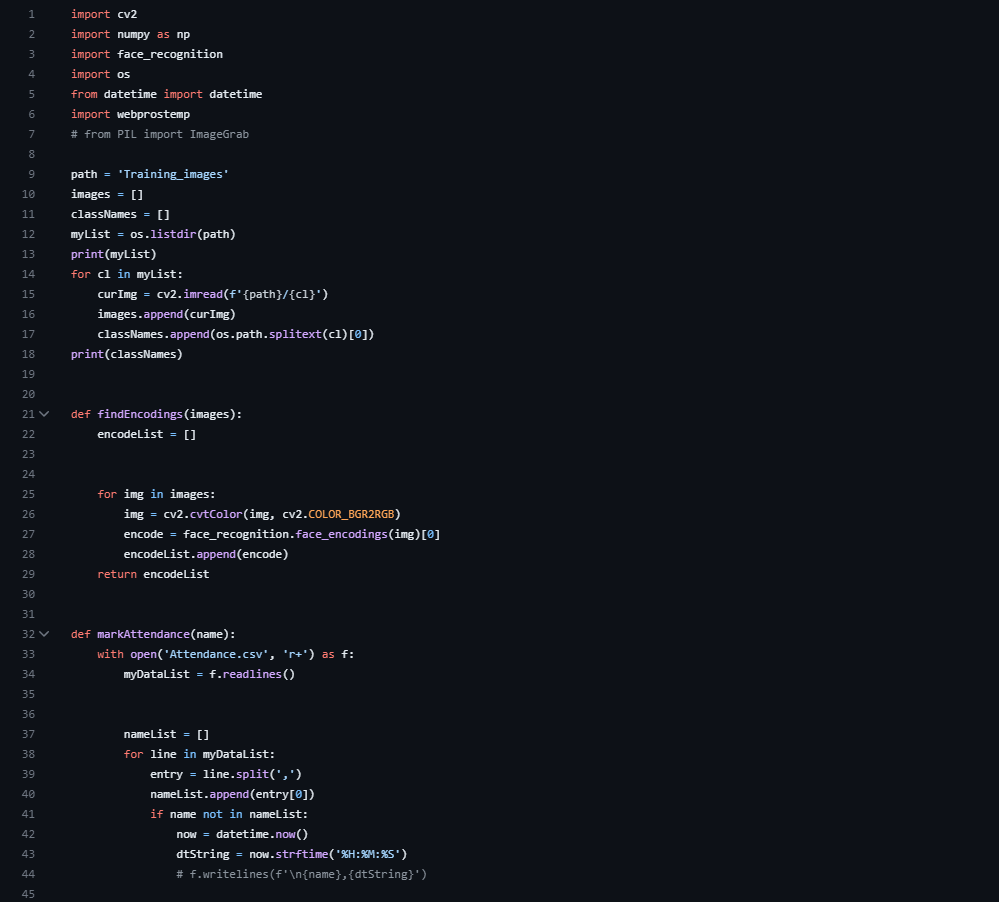 1 import cv2
2 import numpy as np
3 import face_recognition
4 import os
5 from datetime import datetime
6 import webprostemp
7 # from PIL import ImageGrab
8
9 path = 'Training_images'
10 images = []
11 classNames = []
12 myList = os.listdir(path)
13 print(myList)
14 for cl in myList:
15     curImg = cv2.imread(f'{path}/{cl}')
16     images.append(curImg)
17     classNames.append(os.path.splitext(cl)[0])
18 print(classNames)
19
20
21 def findEncodings(images):
22     encodeList = []
23
24
25     for img in images:
26         img = cv2.cvtColor(img, cv2.COLOR_BGR2RGB)
27         encode = face_recognition.face_encodings(img)[0]
28         encodeList.append(encode)
29     return encodeList
30
31
32 def markAttendance(name):
33     with open('Attendance.csv', 'r+') as f:
34         myDataList = f.readlines()
35
36
37         nameList = []
38         for line in myDataList:
39             entry = line.split(',')
40             nameList.append(entry[0])
41             if name not in nameList:
42                 now = datetime.now()
43                 dtString = now.strftime('%H:%M:%S')
44                 # f.writelines(f'\n{name},{dtString}')
45